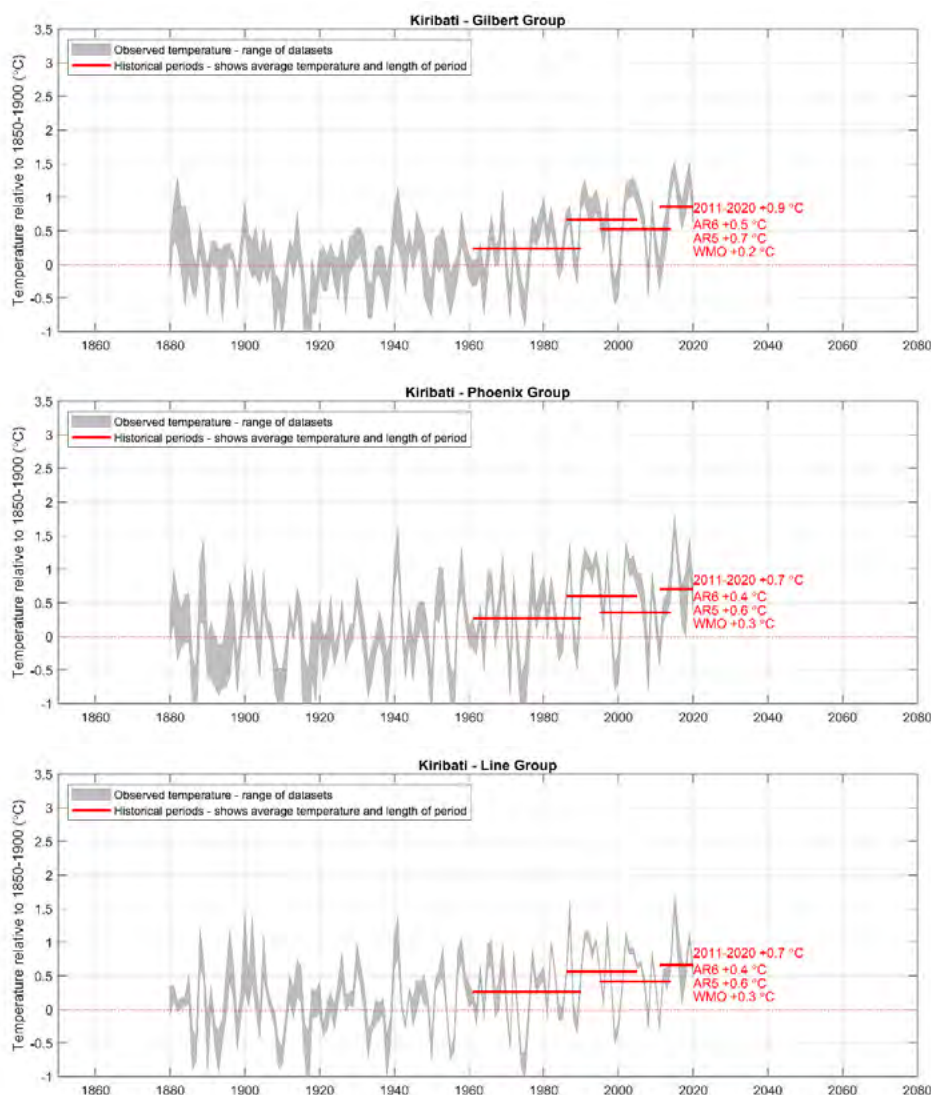 Kiribati - Gilbert Group
3.5
Observed temperature - range of datasets
Historical periods - shows average temperature and length of period
3
2.5
2
1.5
1
0.5
0
-0.5
-1
Temperature relative to 1850-1900 (°C)
2011-2020 +0.9 °C
AR6 +0.5 °C
AR5 +0.7 °C
WMO +0.2 °C
1860 1880 1900 1920 1940 1960 1980 2000 2020 2040 2060 2080
Kiribati - Phoenix Group
3.5
Observed temperature - range of datasets
Historical periods - shows average temperature and length of period
3
2.5
2
1.5
1
0.5
0
-0.5
-1
Temperature relative to 1850-1900 (°C)
2011-2020 +0.7 °C
AR6 +0.4 °C
AR5 +0.6 °C
WMO +0.3 °C
1860 1880 1900 1920 1940 1960 1980 2000 2020 2040 2060 2080
Kiribati - Line Group
3.5
Observed temperature - range of datasets
Historical periods - shows average temperature and length of period
3
2.5
2
1.5
1
0.5
0
-0.5
-1
Temperature relative to 1850-1900 (°C)
2011-2020 +0.7 °C
AR6 +0.4 °C
AR5 +0.6 °C
WMO +0.3 °C
1860 1880 1900 1920 1940 1960 1980 2000 2020 2040 2060 2080